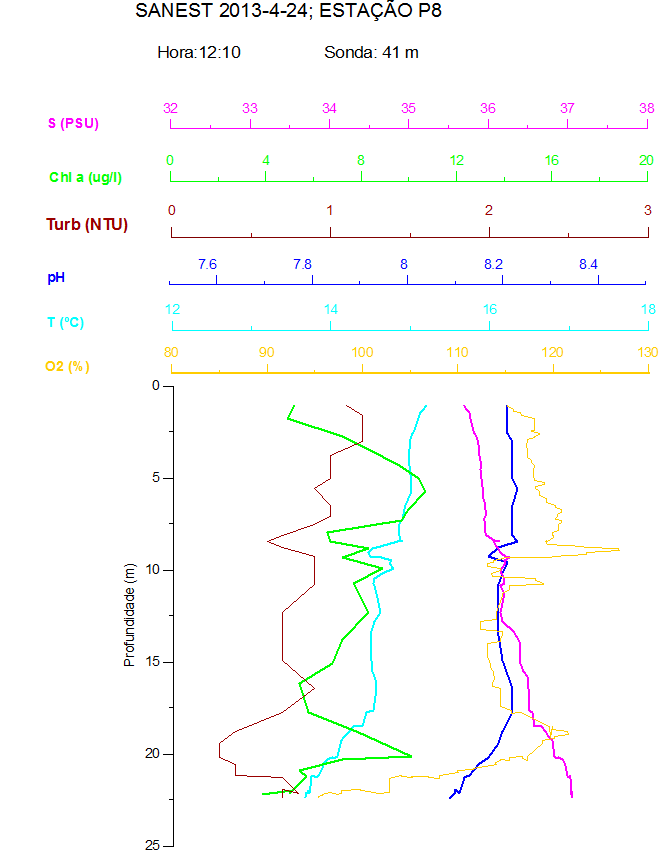 SANEST 2013-4-24; ESTAÇÃO P8
Hora:12:10 Sonda: 41 m
32 33 34 35 36 37 38
S (PSU)
0 4 8 12 16 20
Chl a (ug/l)
0 1 2 3
Turb (NTU)
7.6 7.8 8 8.2 8.4
pH
12 14 16 18
T (ºC)
80 90 100 110 120 130
O2 (%)
0
5
10
15
20
25
Profundidade (m)